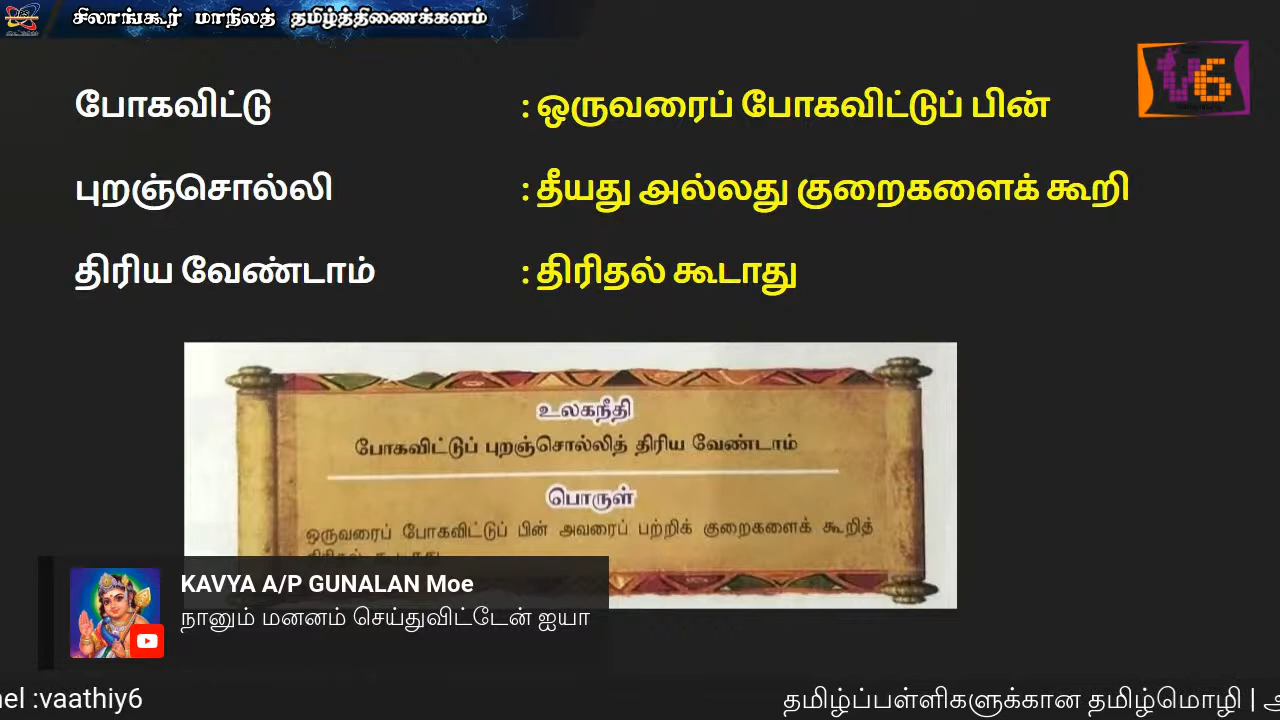 சிலாங்கூர் மாநிலத் தமிழ்த்திணைக்களம்
போகவிட்டு : ஒருவரைப் போகவிட்டுப் பின்
புறஞ்சொல்லி : தீயது அல்லது குறைகளைக் கூறி
திரிய வேண்டாம் : திரிதல் கூடாது
உலகநீதி
போகவிட்டுப் புறஞ்சொல்லித் திரிய வேண்டாம்
பொருள்
ஒருவரைப் போகவிட்டுப் பின் அவரைப் பற்றிக் குறைகளைக் கூறித்
KAVYA A/P GUNALAN Moe
நானும் மனனம் செய்துவிட்டேன் ஐயா
nel :vaathiy6 தமிழ்ப்பள்ளிகளுக்கான தமிழ்மொழி |